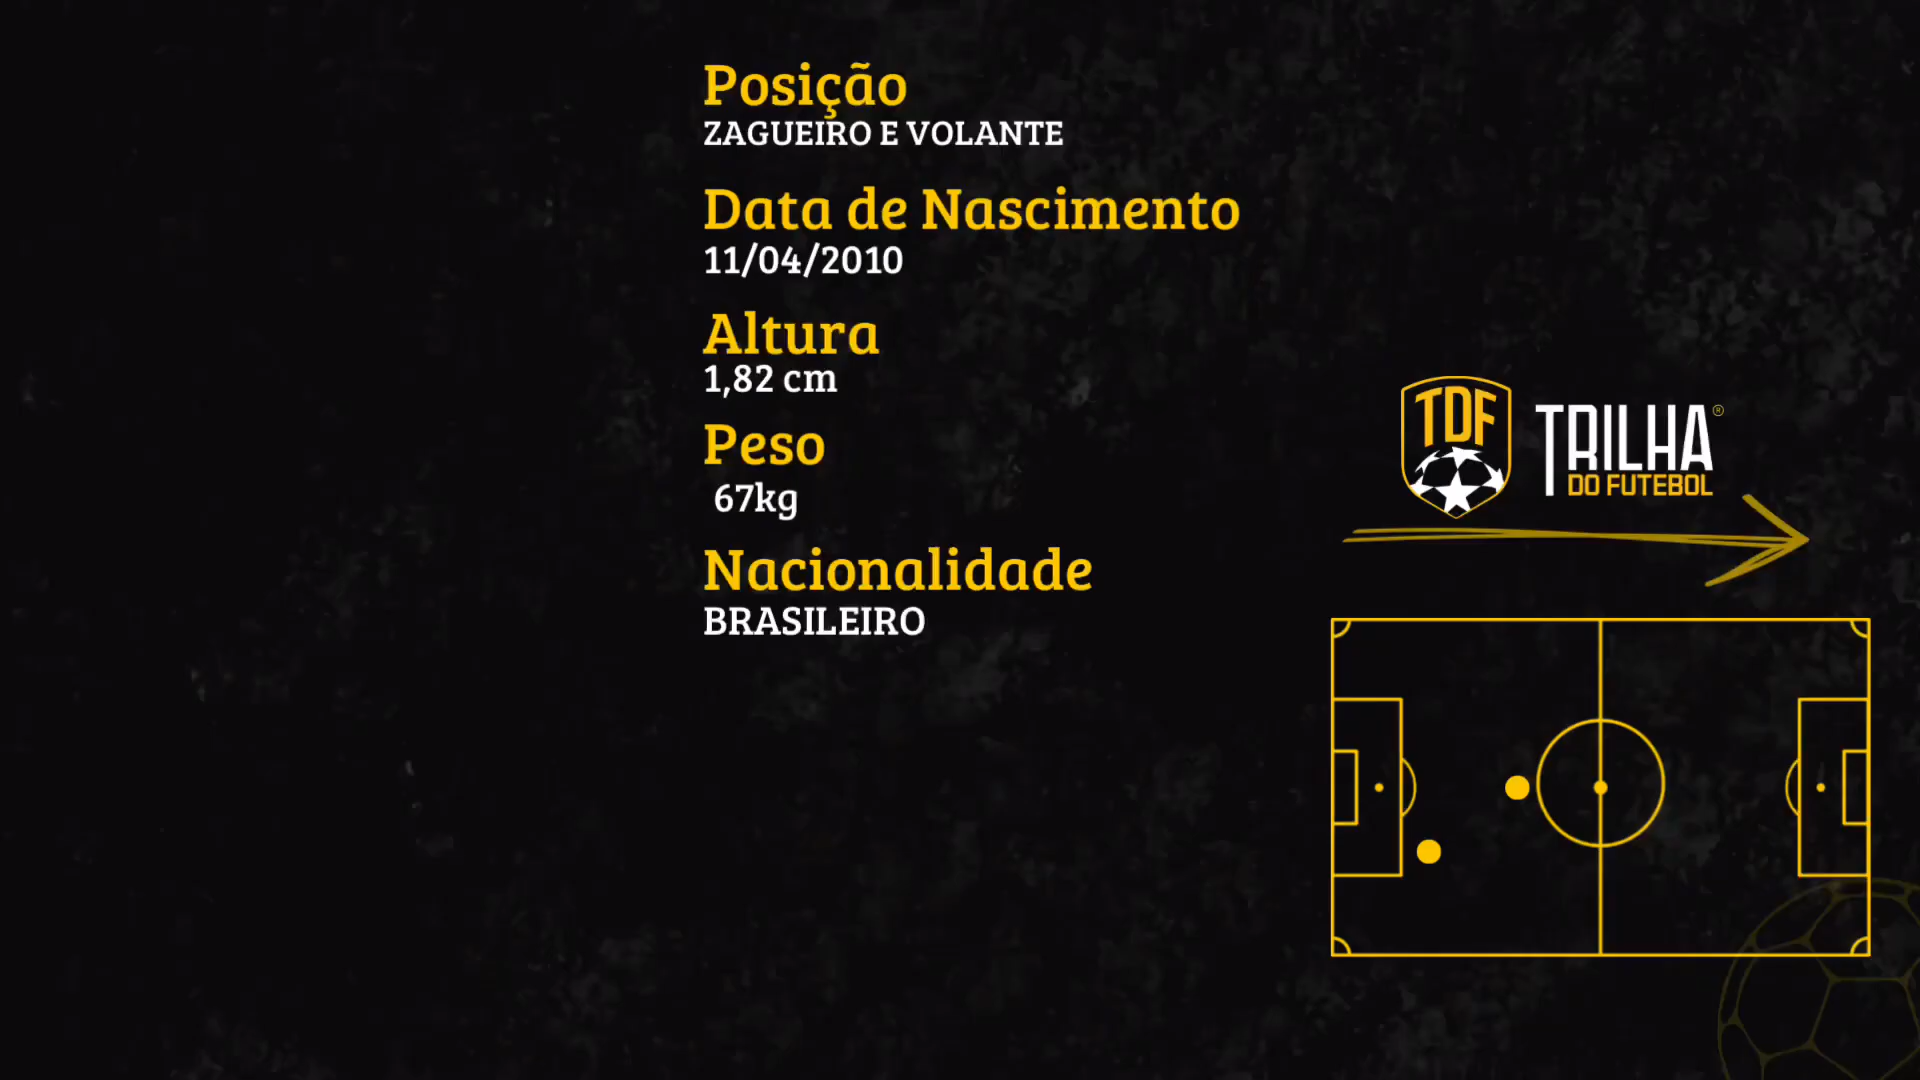 Posição
ZAGUEIRO E VOLANTE
Data de Nascimento
11/04/2010
Altura
1,82 cm
Peso
67kg
Nacionalidade
BRASILEIRO
TDF
TRILHA®
DO FUTEBOL